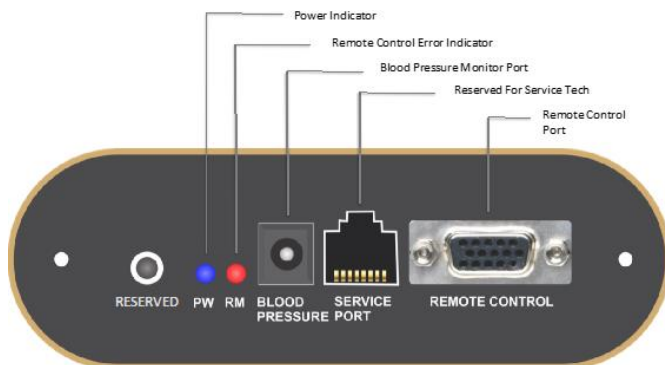 Power Indicator
Remote Control Error Indicator
Blood Pressure Monitor Port
Reserved For Service Tech
Remote Control
Port
RESERVED
PW
RM
BLOOD
PRESSURE
SERVICE
PORT
REMOTE CONTROL